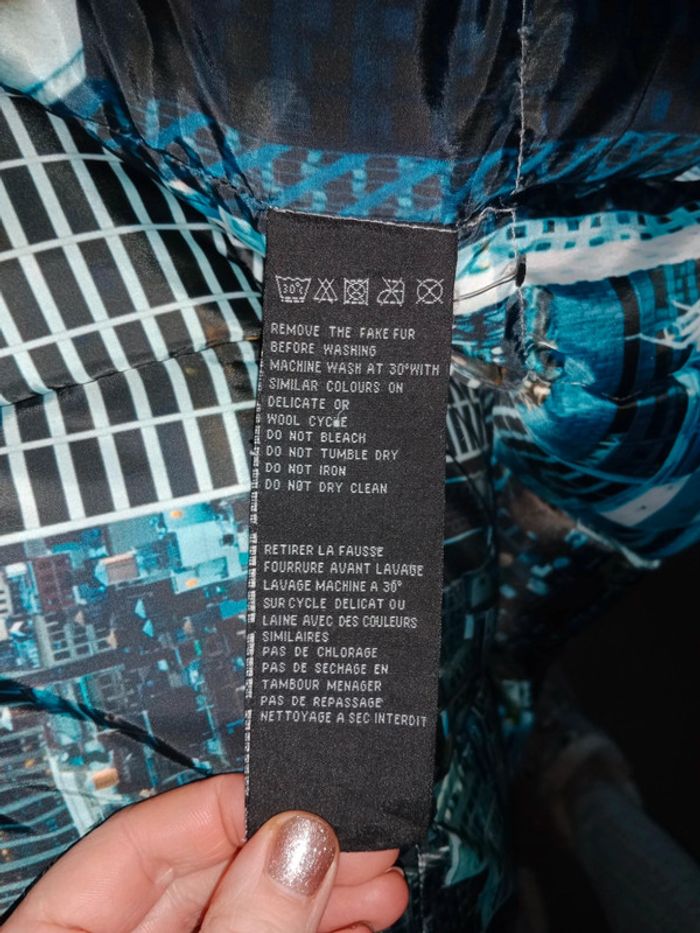 30°C
REMOVE THE FAKE FUR
BEFORE WASHING
MACHINE WASH AT 30°WITH
SIMILAR COLOURS ON
DELICATE OR
WOOL CYCLE
DO NOT BLEACH
DO NOT TUMBLE DRY
DO NOT IRON
DO NOT DRY CLEAN
RETIRER LA FAUSSE
FOURRURE AVANT LAVAGE
LAVAGE MACHINE A 30°
SUR CYCLE DELICAT OU
LAINE AVEC DES COULEURS
SIMILAIRES
PAS DE CHLORAGE
PAS DE SECHAGE EN
TAMBOUR MENAGER
PAS DE REPASSAGE
NETTOYAGE A SEC INTERDIT